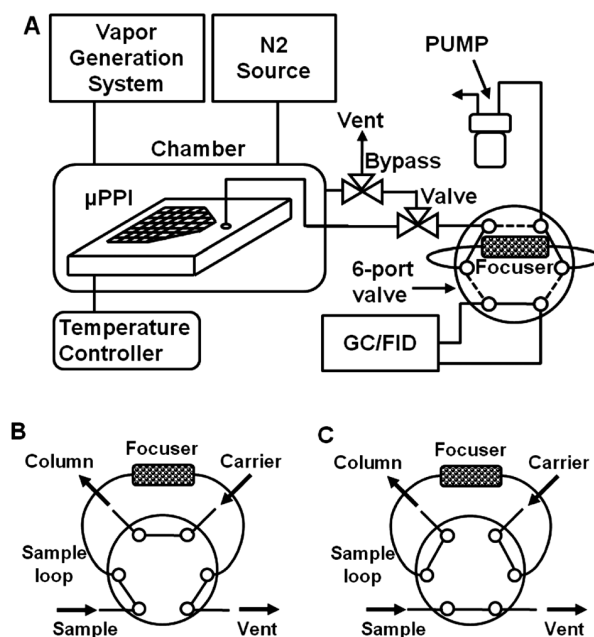 A
Vapor
Generation
System
N2
Source
PUMP
Chamber
Vent
Bypass
µPPI
Valve
Focuser
6-port
valve
Temperature
Controller
GC/FID
B
Focuser
Column
Carrier
Sample
loop
Sample
Vent
C
Focuser
Column
Carrier
Sample
loop
Sample
Vent